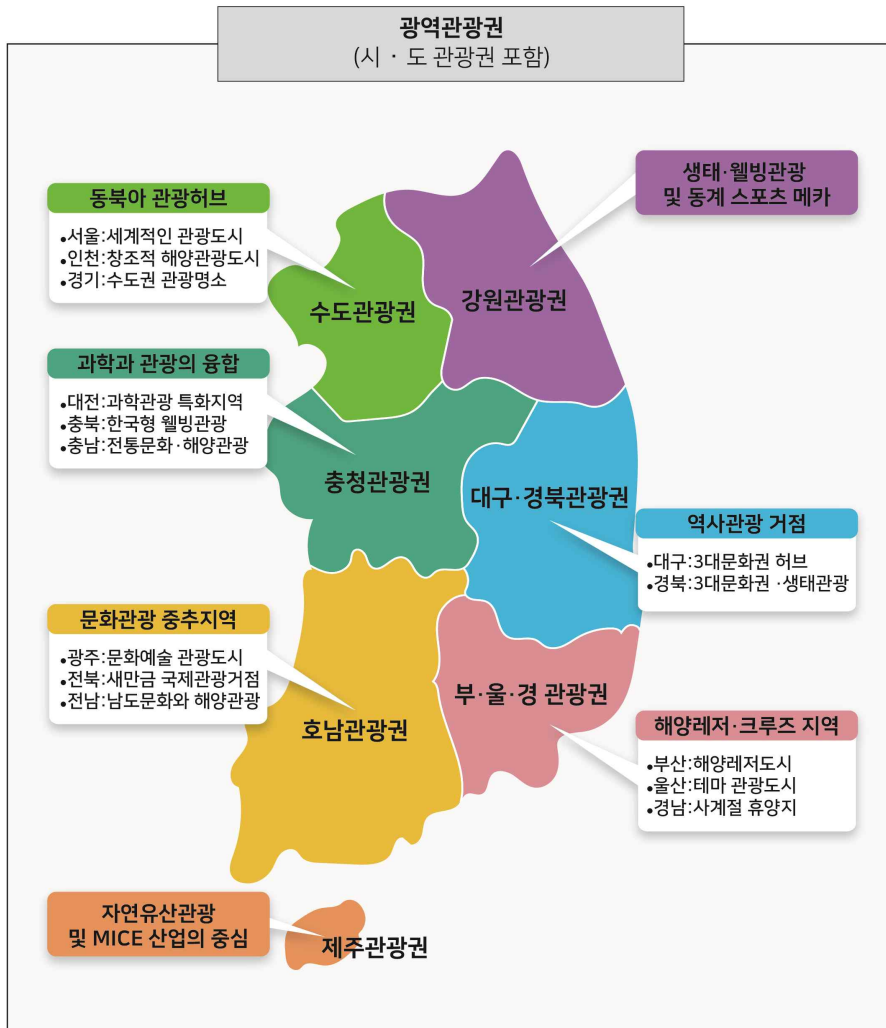 광역관광권
(시 · 도 관광권 포함)
생태·웰빙관광
및 동계 스포츠 메카
동북아 관광허브
•서울:세계적인 관광도시
•인천:창조적 해양관광도시
•경기:수도권 관광명소
강원관광권
수도관광권
과학과 관광의 융합
•대전:과학관광 특화지역
•충북:한국형 웰빙관광
•충남:전통문화·해양관광
충청관광권
대구·경북관광권
역사관광 거점
•대구:3대문화권 허브
•경북:3대문화권 ·생태관광
문화관광 중추지역
•광주:문화예술 관광도시
•전북:새만금 국제관광거점
•전남:남도문화와 해양관광
부·울·경 관광권
호남관광권
해양레저·크루즈 지역
•부산:해양레저도시
•울산:테마 관광도시
•경남:사계절 휴양지
자연유산관광
및 MICE 산업의 중심
제주관광권